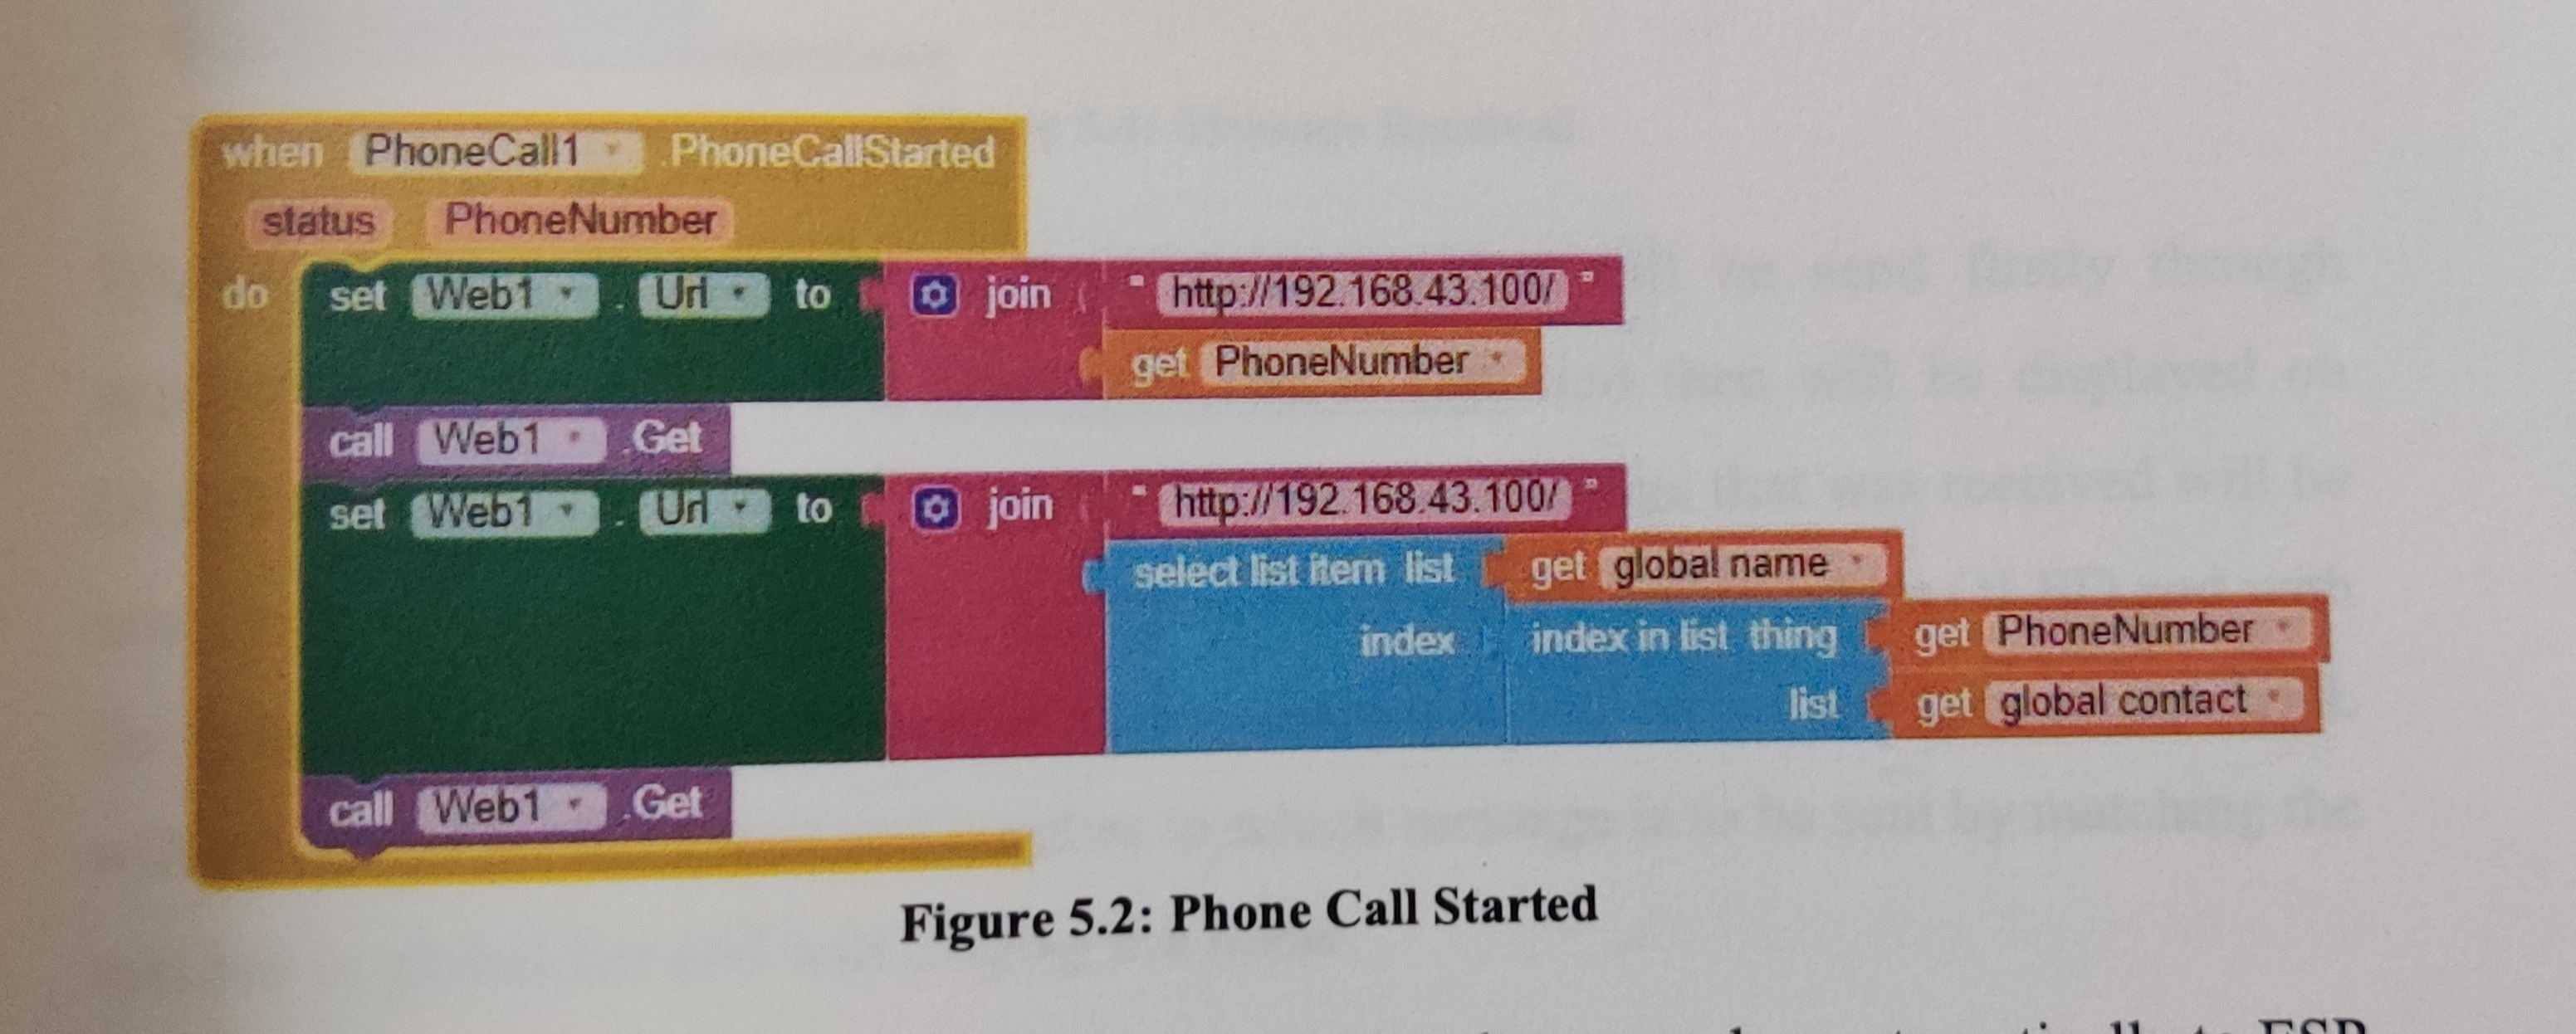 when PhoneCall1 .PhoneCallStarted
status PhoneNumber
do set Web1 . Url to join " http://192.168.43.100/ "
get PhoneNumber
call Web1 .Get
set Web1 . Url to join " http://192.168.43.100/ "
select list item list get global name
index index in list thing get PhoneNumber
list get global contact
call Web1 .Get
Figure 5.2: Phone Call Started
ESP